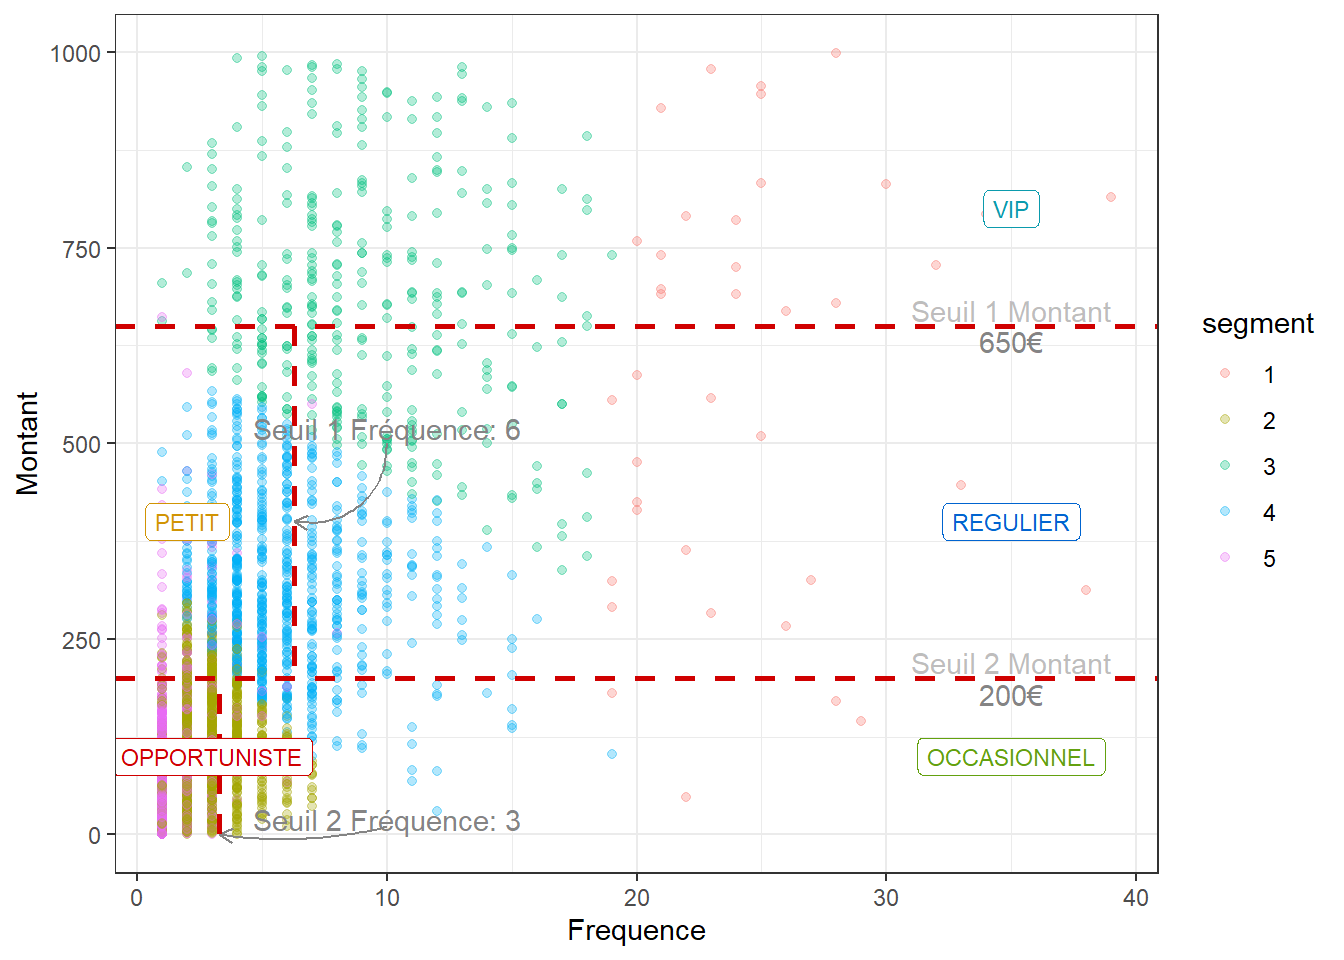 1000
750
500
250
0
Montant
VIP
Seuil 1 Montant
650€
Seuil 1 Fréquence: 6
PETIT
REGULIER
Seuil 2 Montant
200€
OPPORTUNISTE
OCCASIONNEL
Seuil 2 Fréquence: 3
0
10
20
30
40
Frequence
segment
1
2
3
4
5